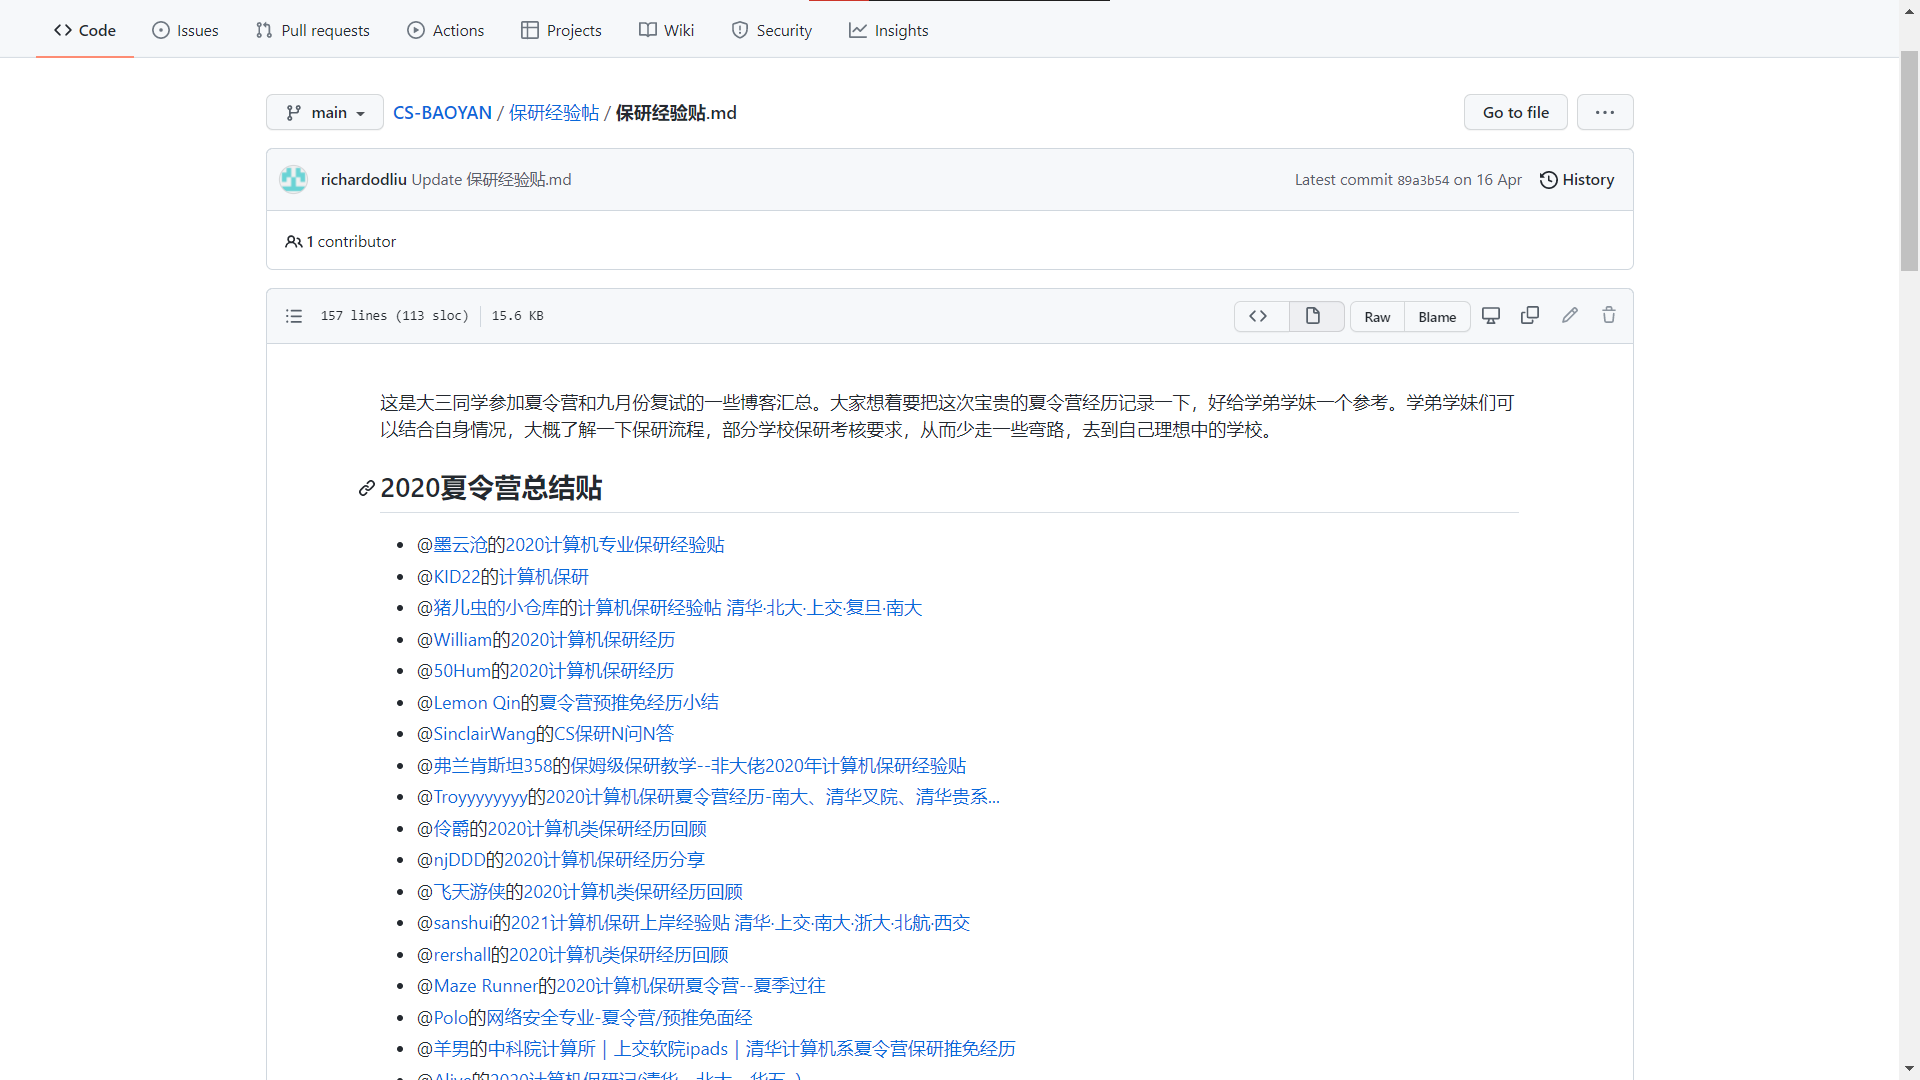 Code Issues Pull requests Actions Projects Wiki Security Insights
main CS-BAOYAN / 保研经验帖 / 保研经验贴.md Go to file ...
richardodliu Update 保研经验贴.md Latest commit 89a3b54 on 16 Apr History
1 contributor
157 lines (113 sloc) 15.6 KB Raw Blame
这是大三同学参加夏令营和九月份复试的一些博客汇总。大家想着要把这次宝贵的夏令营经历记录一下，好给学弟学妹一个参考。学弟学妹们可
以结合自身情况，大概了解一下保研流程，部分学校保研考核要求，从而少走一些弯路，去到自己理想中的学校。
2020夏令营总结贴
@墨云沧的2020计算机专业保研经验贴
@KID22的计算机保研
@猪儿虫的小仓库的计算机保研经验帖 清华·北大·上交·复旦·南大
@William的2020计算机保研经历
@50Hum的2020计算机保研经历
@Lemon Qin的夏令营预推免经历小结
@SinclairWang的CS保研N问N答
@弗兰肯斯坦358的保姆级保研教学--非大佬2020年计算机保研经验贴
@Troyyyyyyyy的2020计算机保研夏令营经历-南大、清华叉院、清华贵系...
@伶爵的2020计算机类保研经历回顾
@njDDD的2020计算机保研经历分享
@飞天游侠的2020计算机类保研经历回顾
@sanshui的2021计算机保研上岸经验贴 清华·上交·南大·浙大·北航·西交
@rershall的2020计算机类保研经历回顾
@Maze Runner的2020计算机保研夏令营--夏季过往
@Polo的网络安全专业-夏令营/预推免面经
@羊男的中科院计算所｜上交软院ipads｜清华计算机系夏令营保研推免经历
@Alive的2020计算机保研记(清华、北大、华五..)